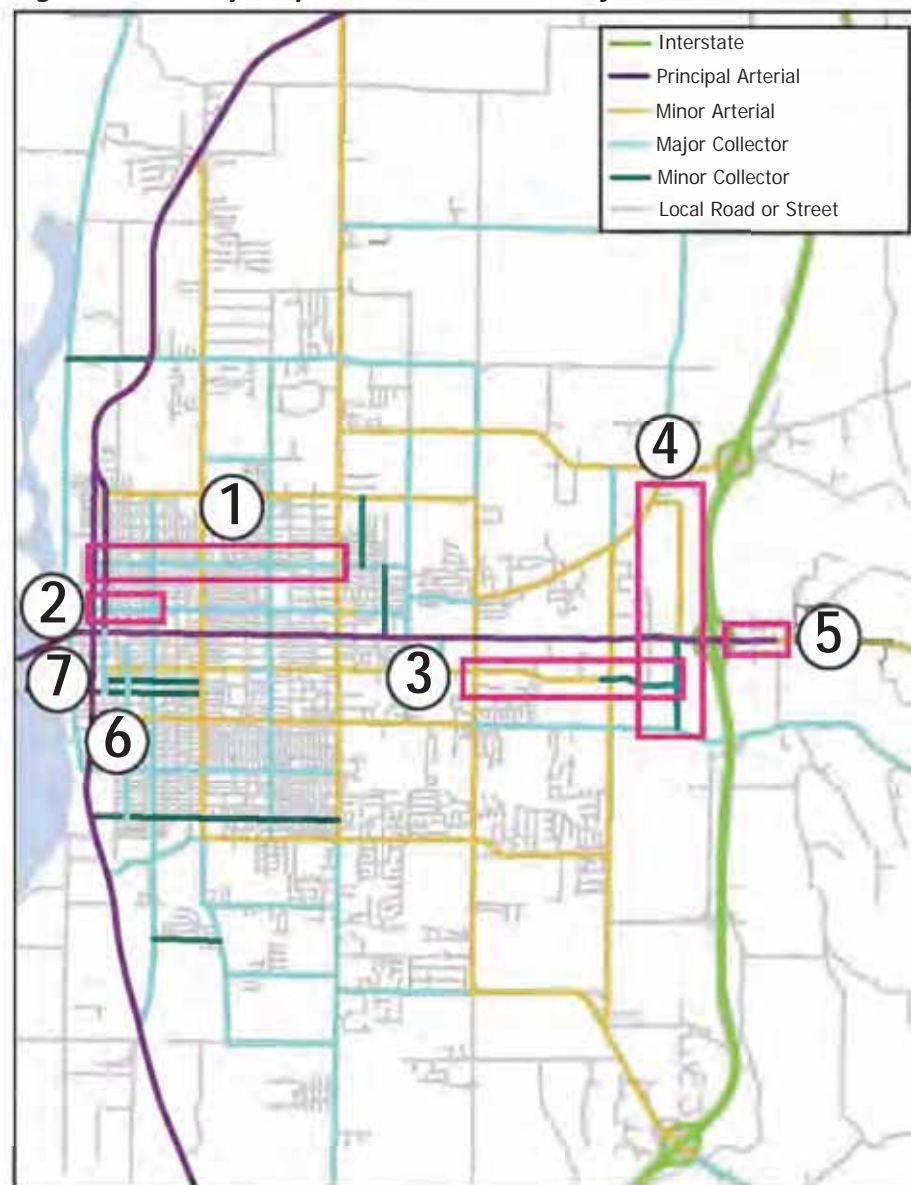 Interstate
Principal Arterial
Minor Arterial
Major Collector
Minor Collector
Local Road or Street
1
2
3
4
5
6
7